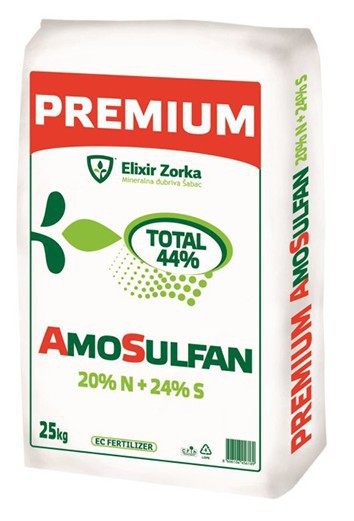 PREMIUM
Elixir Zorka
Mineralna đubriva Šabac
TOTAL
44%
AMOSULFAN
20% N + 24% S
25kg
EC FERTILIZER
PREMIUM AMOSULFAN 20% N + 24% S